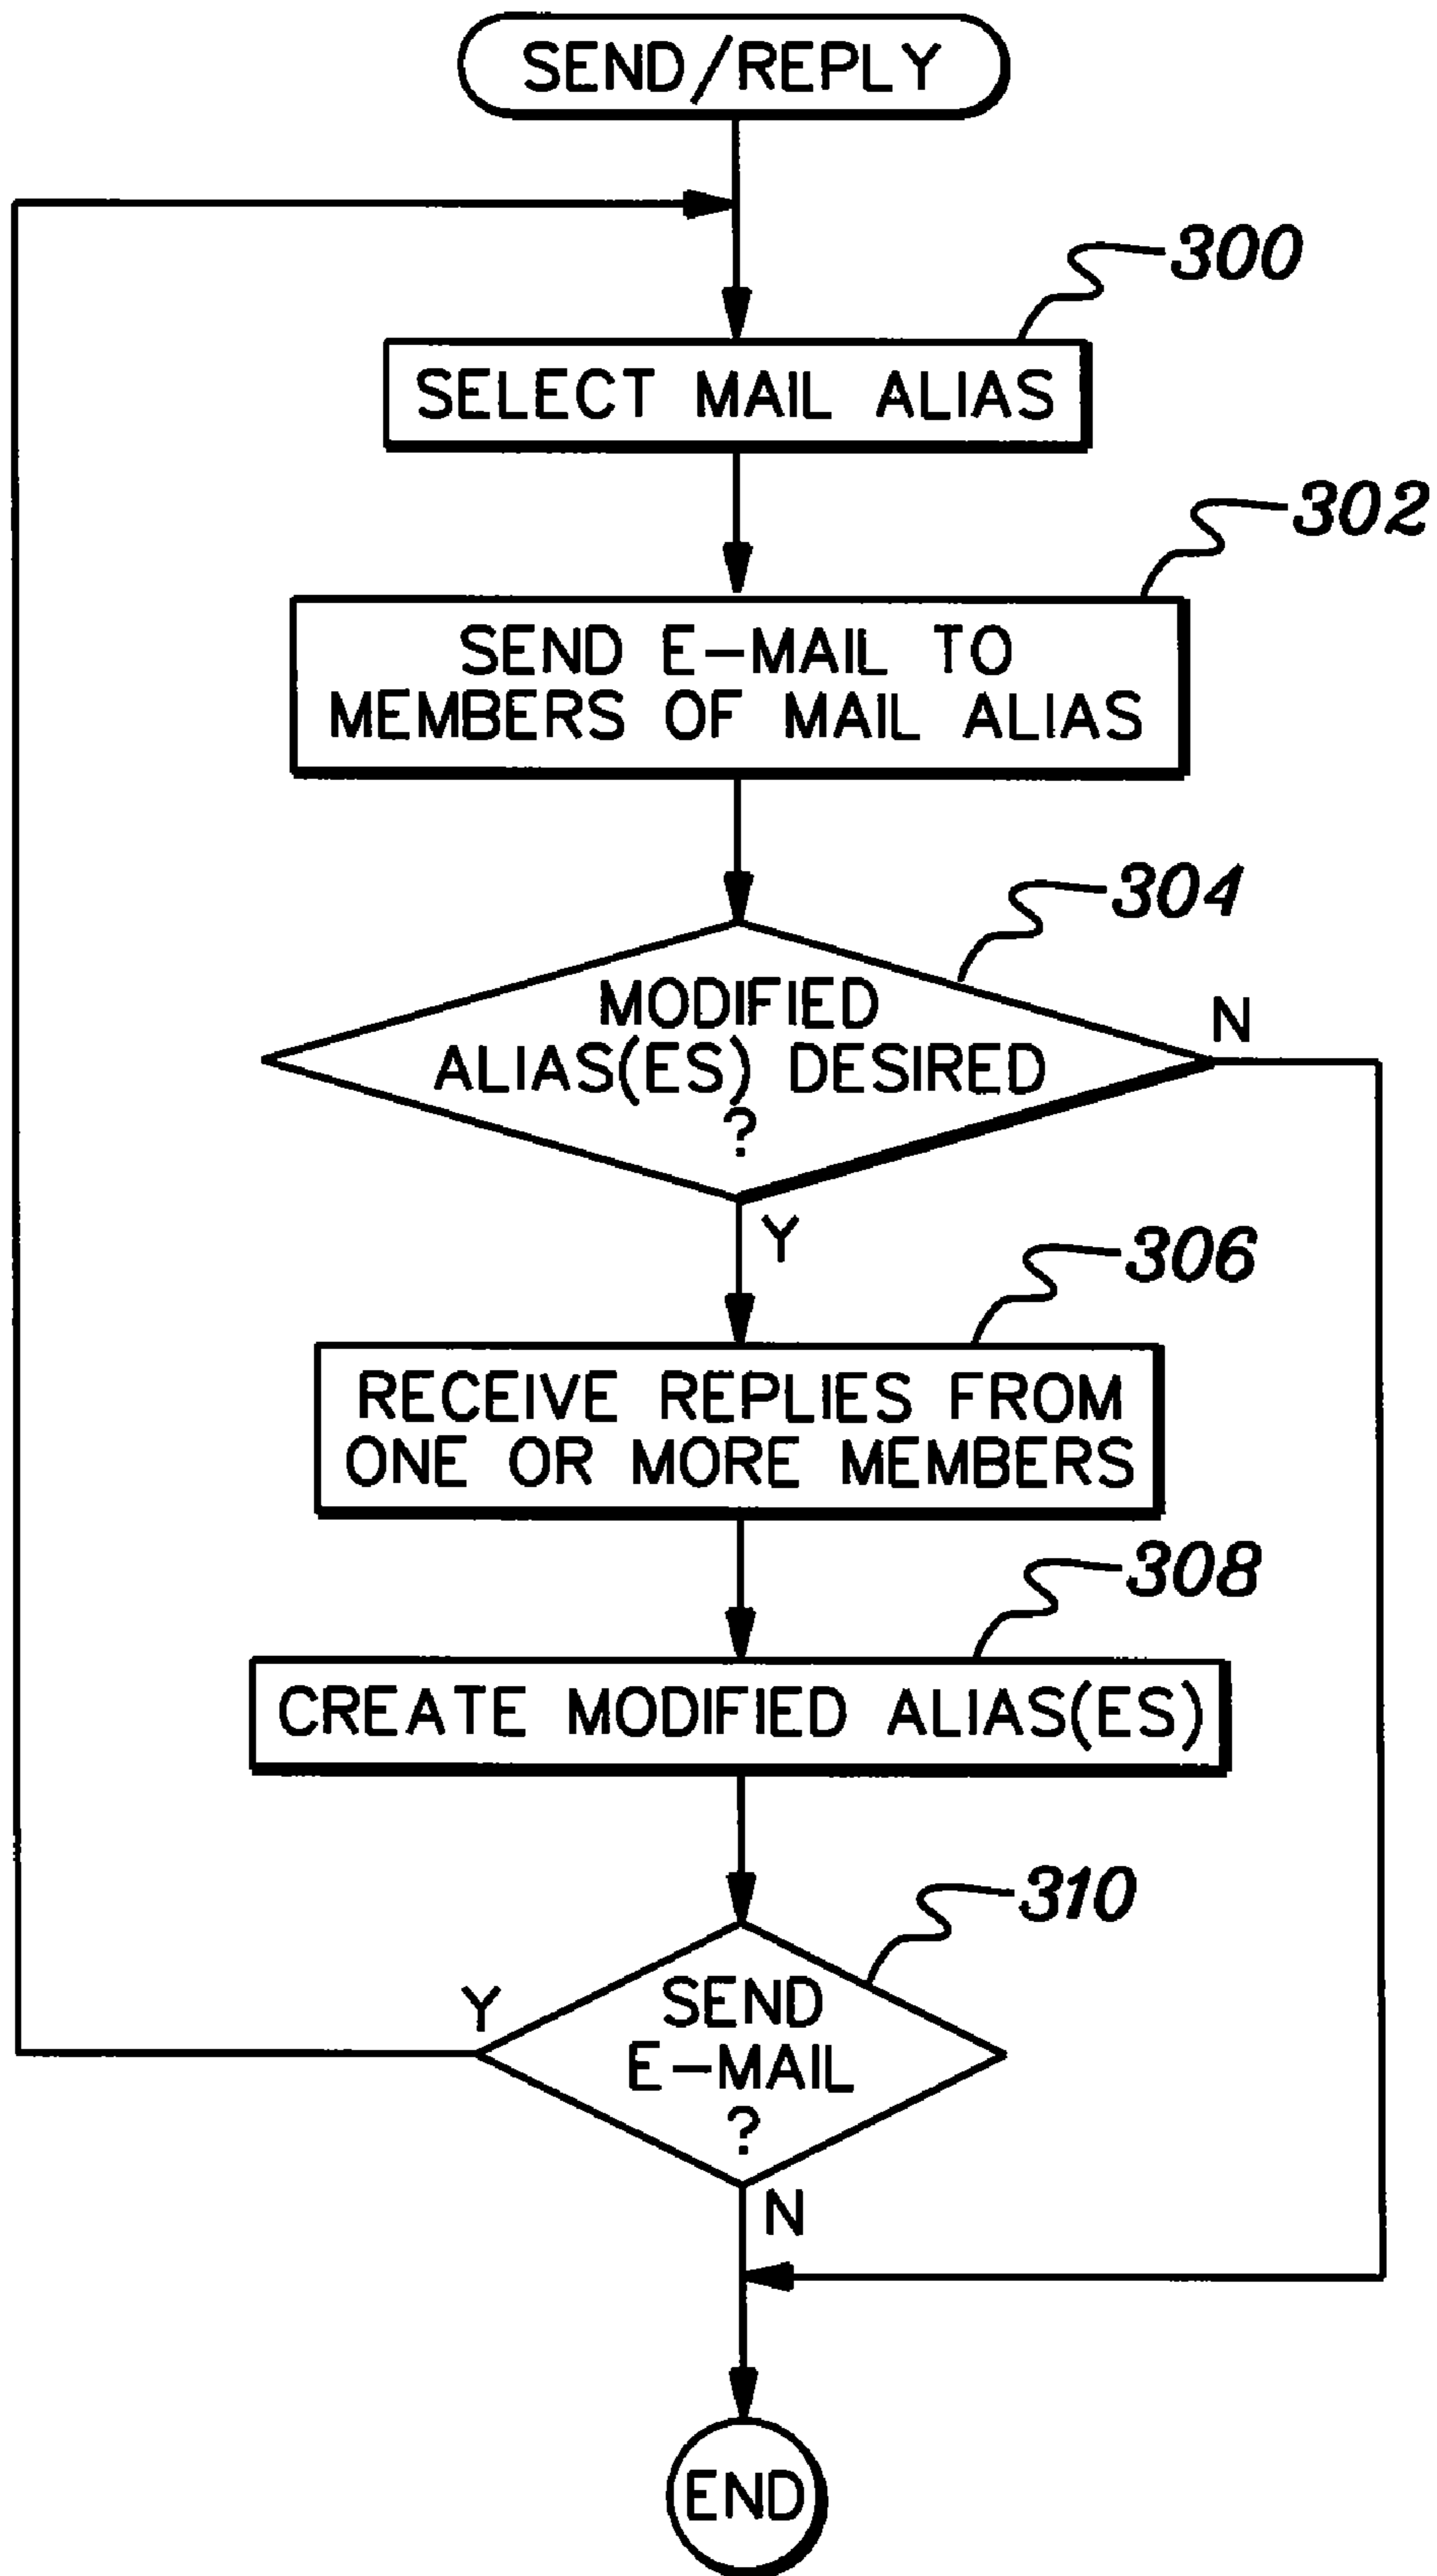 SEND/REPLY
300
SELECT MAIL ALIAS
302
SEND E-MAIL TO
MEMBERS OF MAIL ALIAS
304
MODIFIED
ALIAS(ES) DESIRED
?
N
Y
306
RECEIVE REPLIES FROM
ONE OR MORE MEMBERS
308
CREATE MODIFIED ALIAS(ES)
310
Y
SEND
E-MAIL
?
N
END